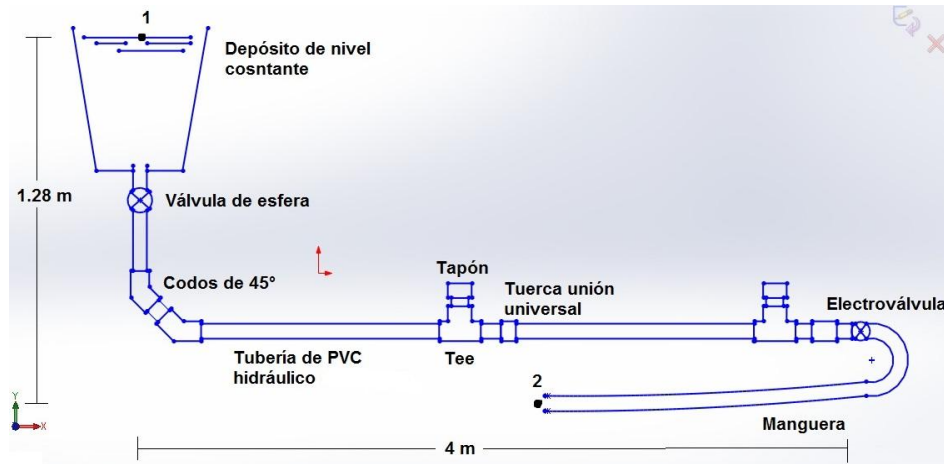 1
Depósito de nivel
cosntante
1.28 m
Válvula de esfera
Codos de 45º
Tapón
Tuerca unión
universal
Electroválvula
Tubería de PVC
hidráulico
Tee
2
Manguera
4 m
Y
X